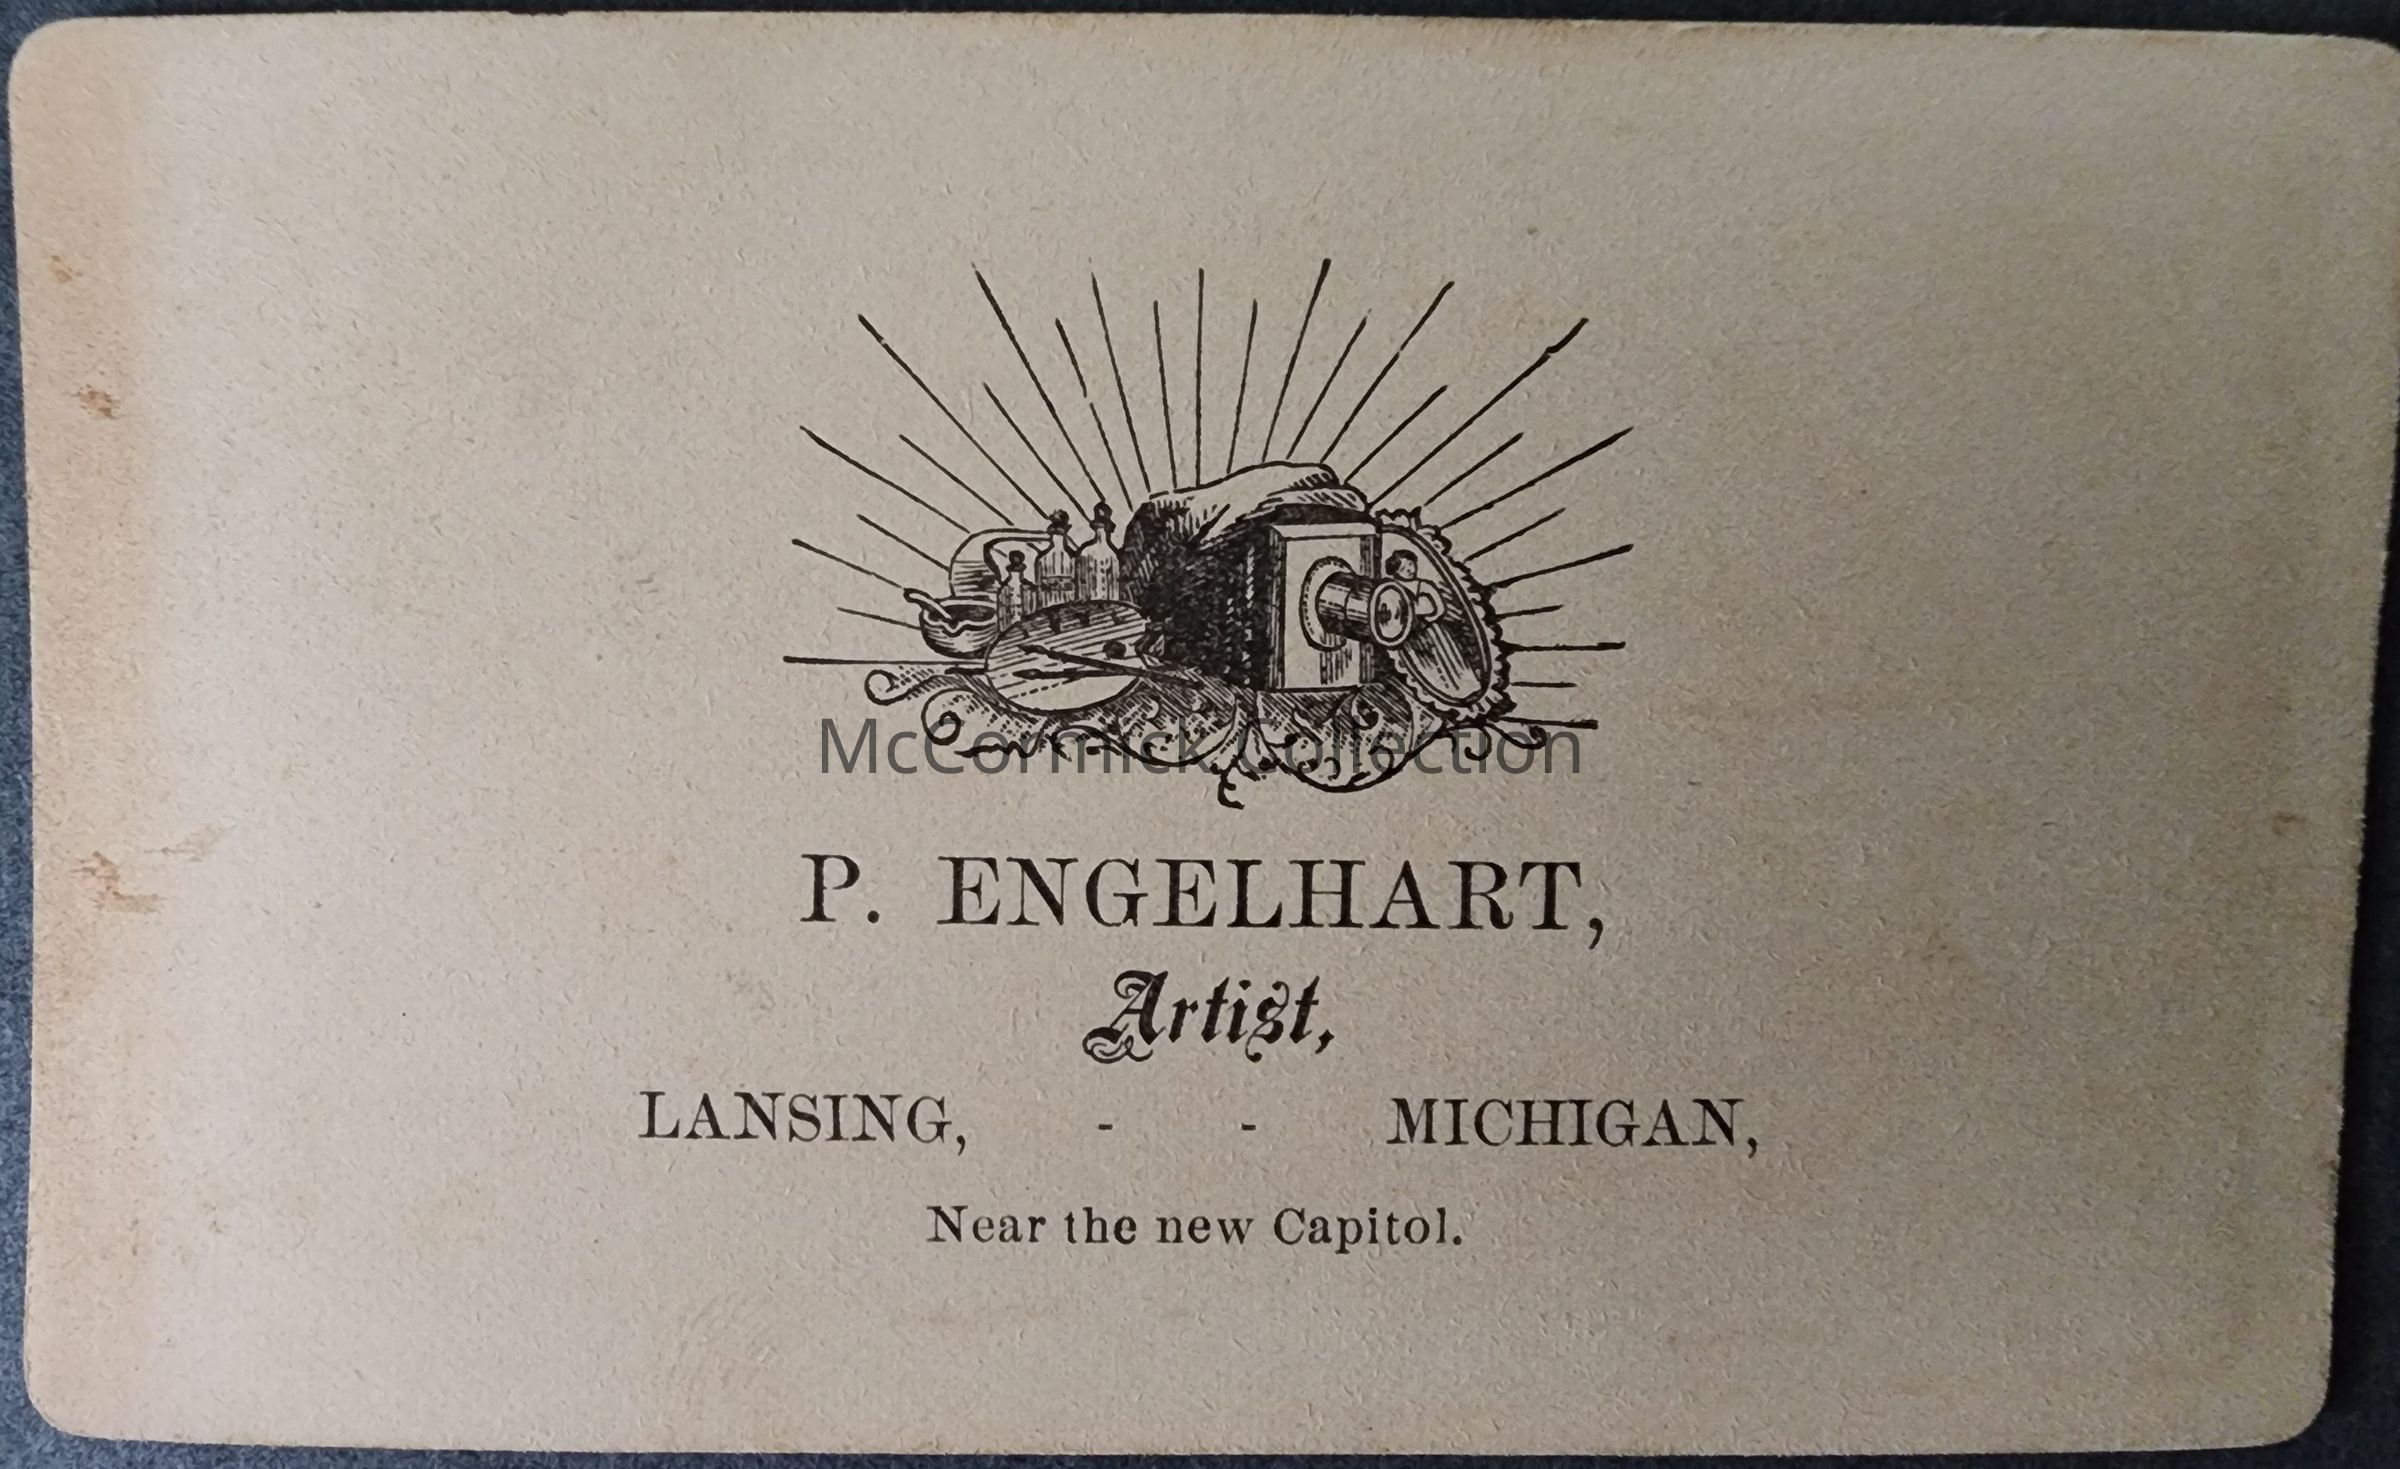 McCormick Collection
P. ENGELHART,
Artist,
LANSING, - - MICHIGAN,
Near the new Capitol.